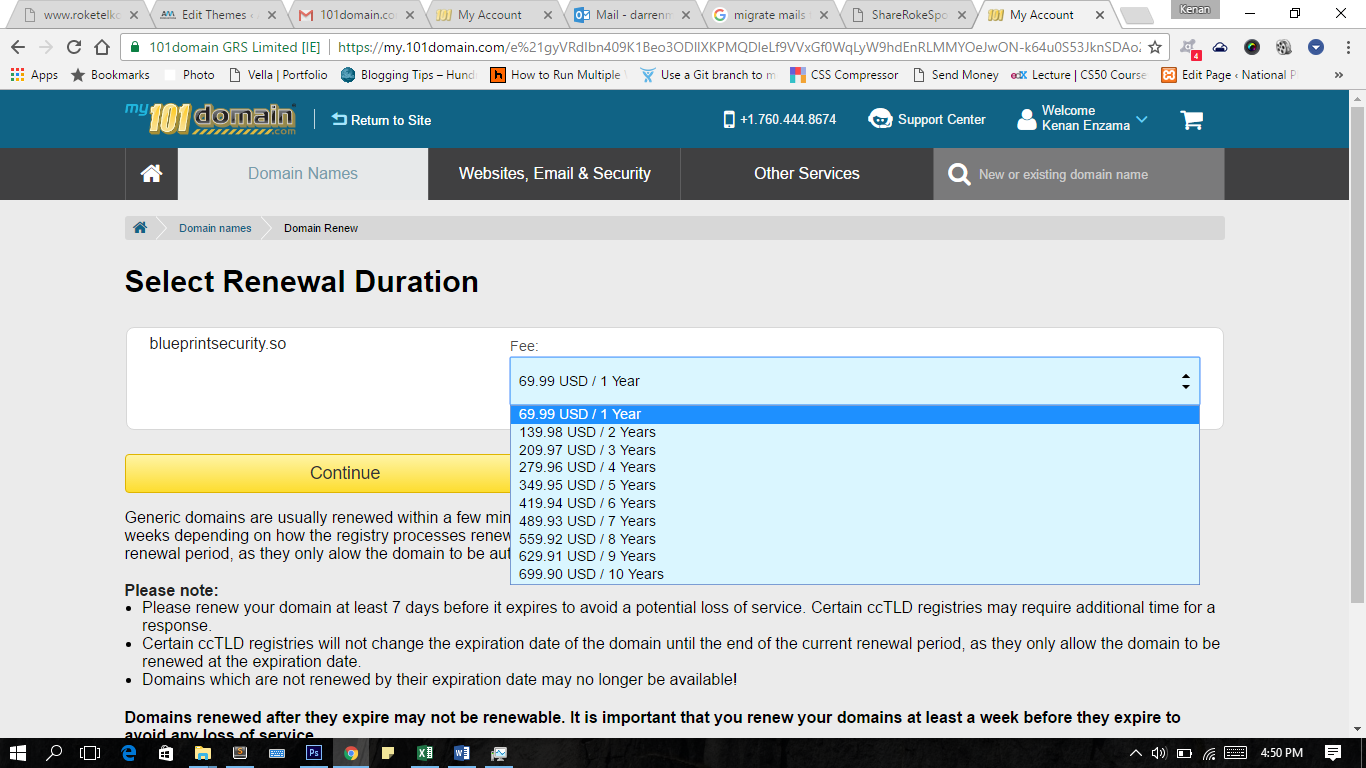 www.roketelko
Edit Themes ‹
101domain.co
My Account
Mail - darrenm
migrate mails
ShareRokeSpo
My Account
Kenan
101domain GRS Limited [IE]
Apps
Bookmarks
Photo
Vella | Portfolio
Blogging Tips – Hund
How to Run Multiple
Use a Git branch to m
CSS Compressor
Send Money
edX Lecture | CS50 Course
Edit Page ‹ National P
»
my101domain.com
Return to Site
+1.760.444.8674
Support Center
Welcome
Kenan Enzama
Domain Names
Websites, Email & Security
Other Services
New or existing domain name
Domain names
Domain Renew
Select Renewal Duration
blueprintsecurity.so
Fee:
69.99 USD / 1 Year
69.99 USD / 1 Year
139.98 USD / 2 Years
209.97 USD / 3 Years
279.96 USD / 4 Years
349.95 USD / 5 Years
419.94 USD / 6 Years
489.93 USD / 7 Years
559.92 USD / 8 Years
629.91 USD / 9 Years
699.90 USD / 10 Years
Continue
Generic domains are usually renewed within a few min
weeks depending on how the registry processes renew
renewal period, as they only alow the domain to be aut
Please note:
• Please renew your domain at least 7 days before it expires to avoid a potential loss of service. Certain ccTLD registries may require additional time for a
response.
• Certain ccTLD registries will not change the expiration date of the domain until the end of the current renewal period, as they only allow the domain to be
renewed at the expiration date.
• Domains which are not renewed by their expiration date may no longer be available!
Domains renewed after they expire may not be renewable. It is important that you renew your domains at least a week before they expire to
avoid any loss of service
4:50 PM